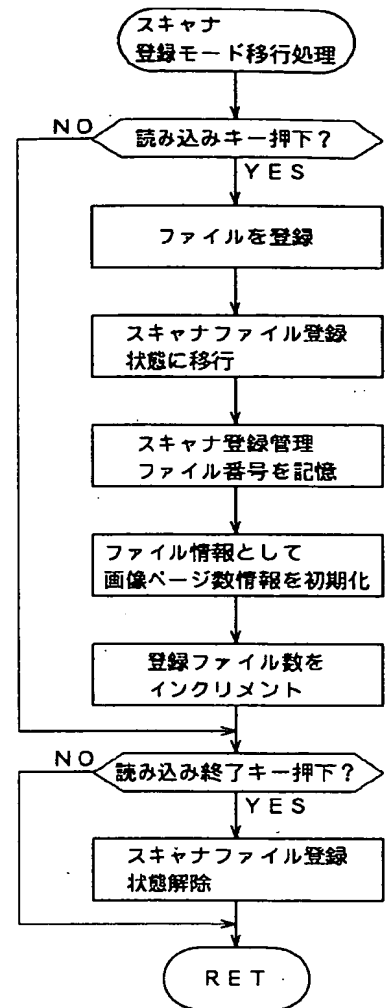 スキャナ
登録モード移行処理
NO
読み込みキー押下?
YES
ファイルを登録
スキャナファイル登録
状態に移行
スキャナ登録管理
ファイル番号を記憶
ファイル情報として
画像ページ数情報を初期化
登録ファイル数を
インクリメント
NO
読み込み終了キー押下?
YES
スキャナファイル登録
状態解除
RET